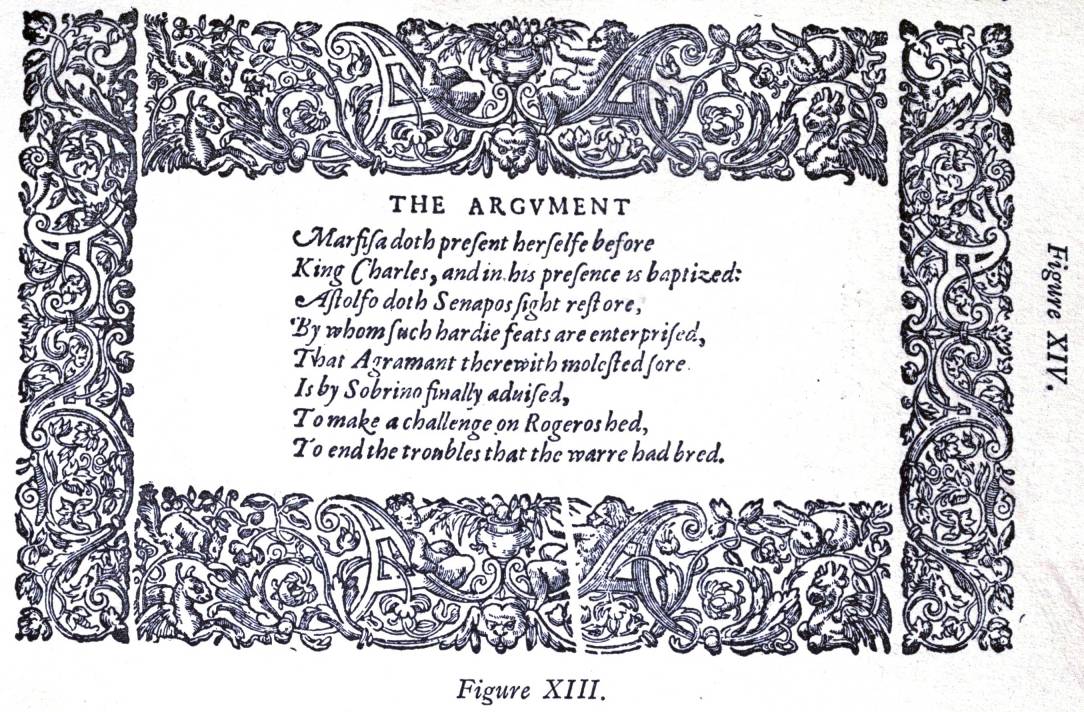 THE ARGVMENT
Marſiſa doth preſent herſelfe before
King Charles, and in his preſence is baptized:
Aſtolfo doth Senapos ſight reſtore,
By whom ſuch hardie feats are enterpriſed,
That Agramant therewith moleſted ſore
Is by Sobrino finally aduiſed,
To make a challenge on Rogeros hed,
To end the troubles that the warre had bred.
Figure XIII.
Figure XIV.